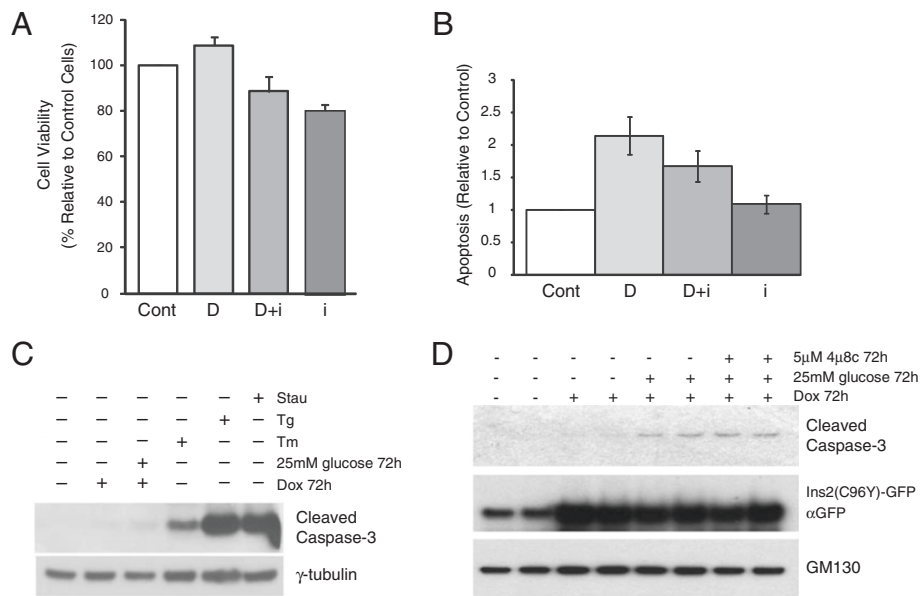 A
Cell Viability
(% Relative to Control Cells)
120
100
80
60
40
20
0
Cont D D+i i
B
Apoptosis (Relative to Control)
3
2.5
2
1.5
1
0.5
0
Cont D D+i i
C
– – – – – + Stau
– – – – + – Tg
– – – + – – Tm
– – + – – – 25mM glucose 72h
– + + – – – Dox 72h
Cleaved
Caspase-3
γ-tubulin
D
- - - - - - + + 5μM 4μ8c 72h
- - - - + + + + 25mM glucose 72h
- - + + + + + + Dox 72h
Cleaved
Caspase-3
Ins2(C96Y)-GFP
αGFP
GM130